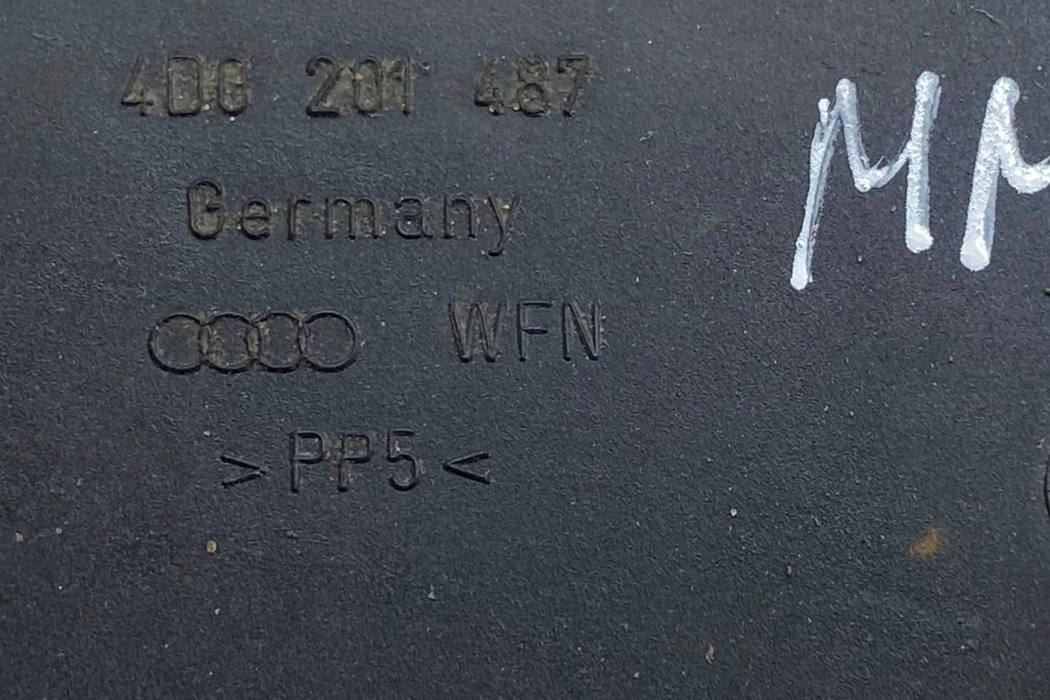 4D0 201 487
Germany
WFN
>PP5<
MM